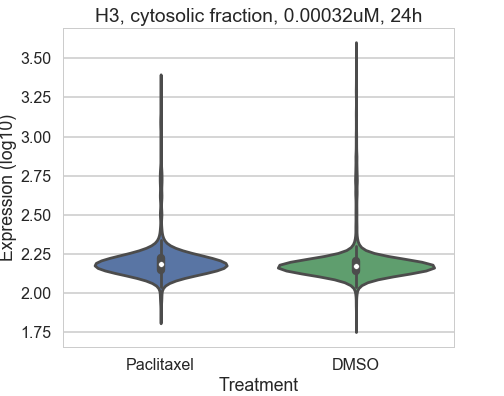 H3, cytosolic fraction, 0.00032uM, 24h
Expression (log10)
3.50
3.25
3.00
2.75
2.50
2.25
2.00
1.75
Paclitaxel DMSO
Treatment